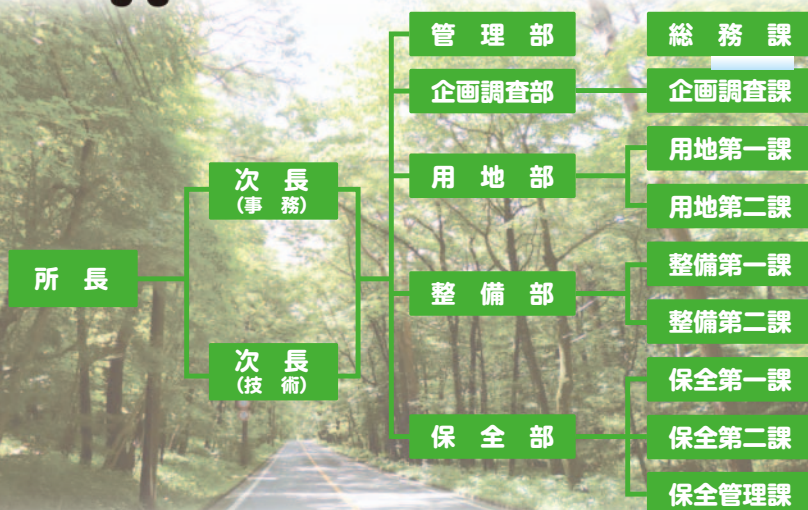 所長
次長
(事務)
次長
(技術)
管理部
総務課
企画調査部
企画調査課
用地部
用地第一課
用地第二課
整備部
整備第一課
整備第二課
保全部
保全第一課
保全第二課
保全管理課